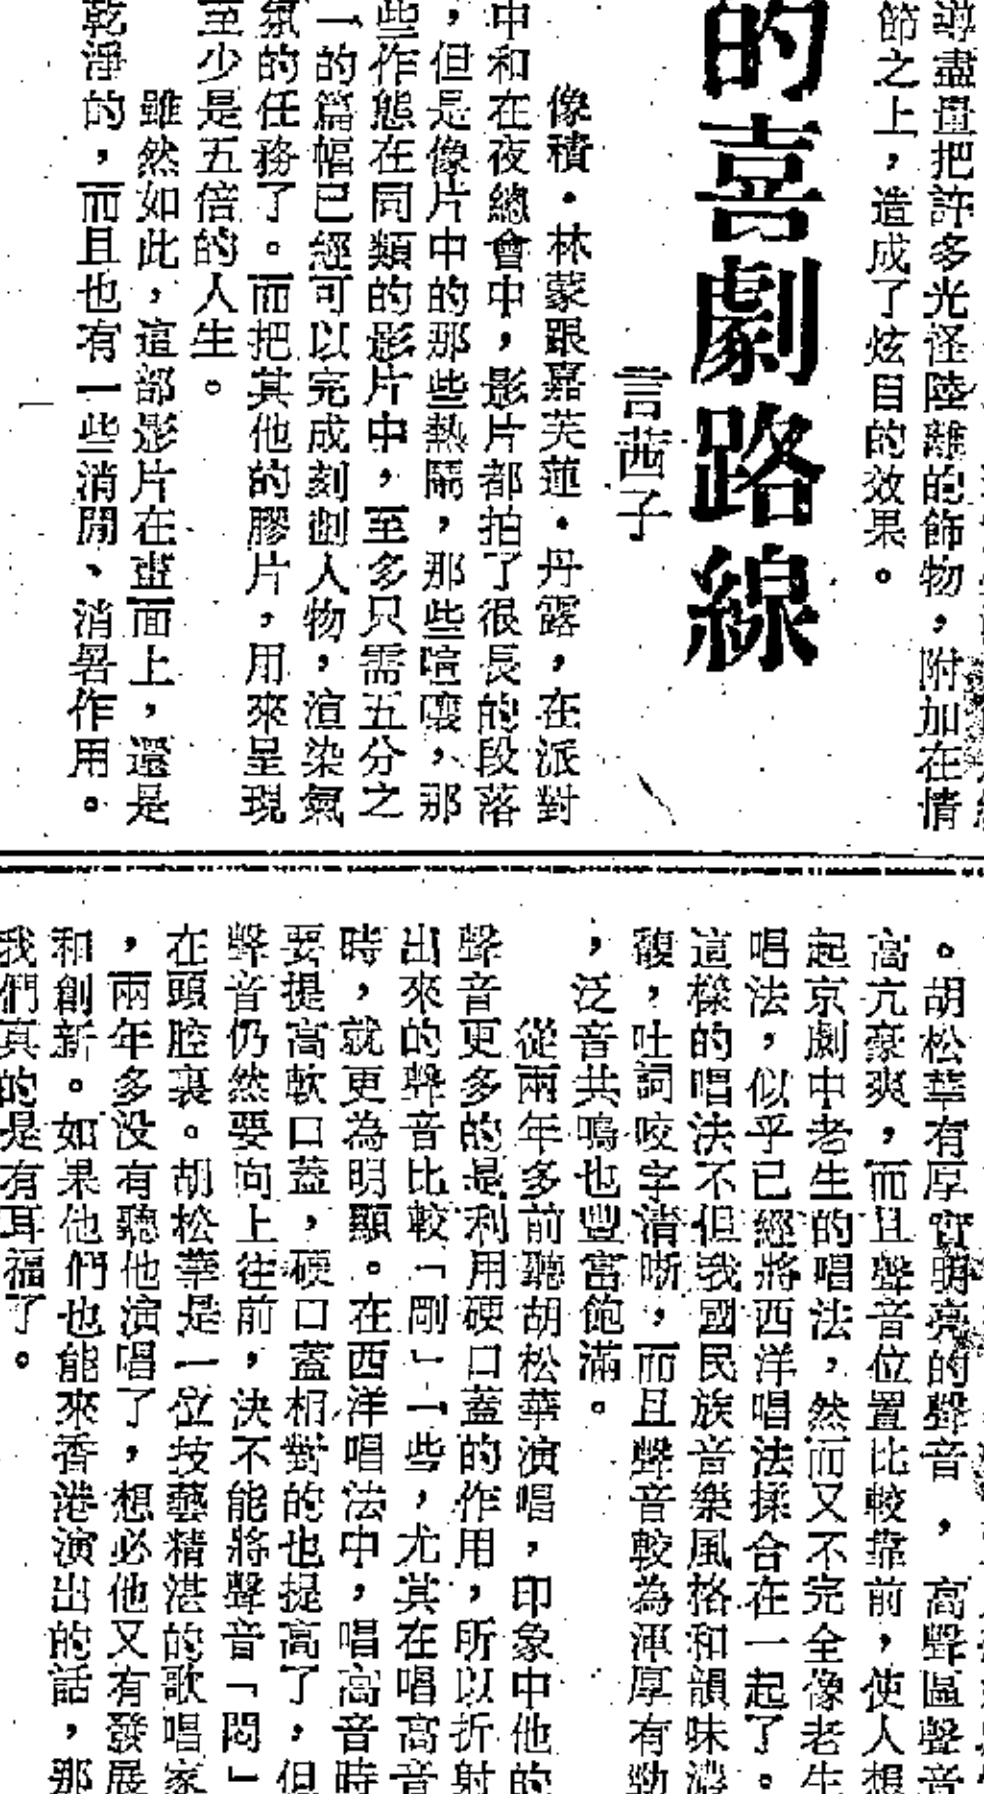 導盡量把許多光怪陸離的飾物，附加在情
節之上，造成了炫目的效果。
的喜劇路線
言茜子
像積・林蒙跟嘉芙蓮・丹露，在派對
中和在夜總會中，影片都拍了很長的段落
，但是像片中的那些熱鬧，那些喧嚷，那
些作態在同類的影片中，至多只需五分之
一的篇幅已經可以完成刻劃人物，渲染氣
氛的任務了。而把其他的膠片，用來呈現
至少是五倍的人生。
雖然如此，這部影片在畫面上，還是
乾淨的，而且也有一些消閒、消暑作用。
。胡松華有厚實明亮的聲音，高聲區聲音
高亢豪爽，而且聲音位置比較靠前，使人想
起京劇中老生的唱法，然而又不完全像老生
唱法，似乎已經將西洋唱法揉合在一起了。
這樣的唱法不但我國民族音樂風格和韻味濃
馥，吐詞咬字清晰，而且聲音較為渾厚有勁
，泛音共鳴也豐富飽滿。
從兩年多前聽胡松華演唱，印象中他的
聲音更多的是利用硬口蓋的作用，所以折射
出來的聲音比較「剛」一些，尤其在唱高音
時，就更為明顯。在西洋唱法中，唱高音時
要提高軟口蓋，硬口蓋相對的也提高了，但
聲音仍然要向上往前，決不能將聲音「悶」
在頭腔裏。胡松華是一位技藝精湛的歌唱家
，兩年多没有聽他演唱了，想必他又有發展
和創新。如果他們也能來香港演出的話，那
我們真的是有耳福了。